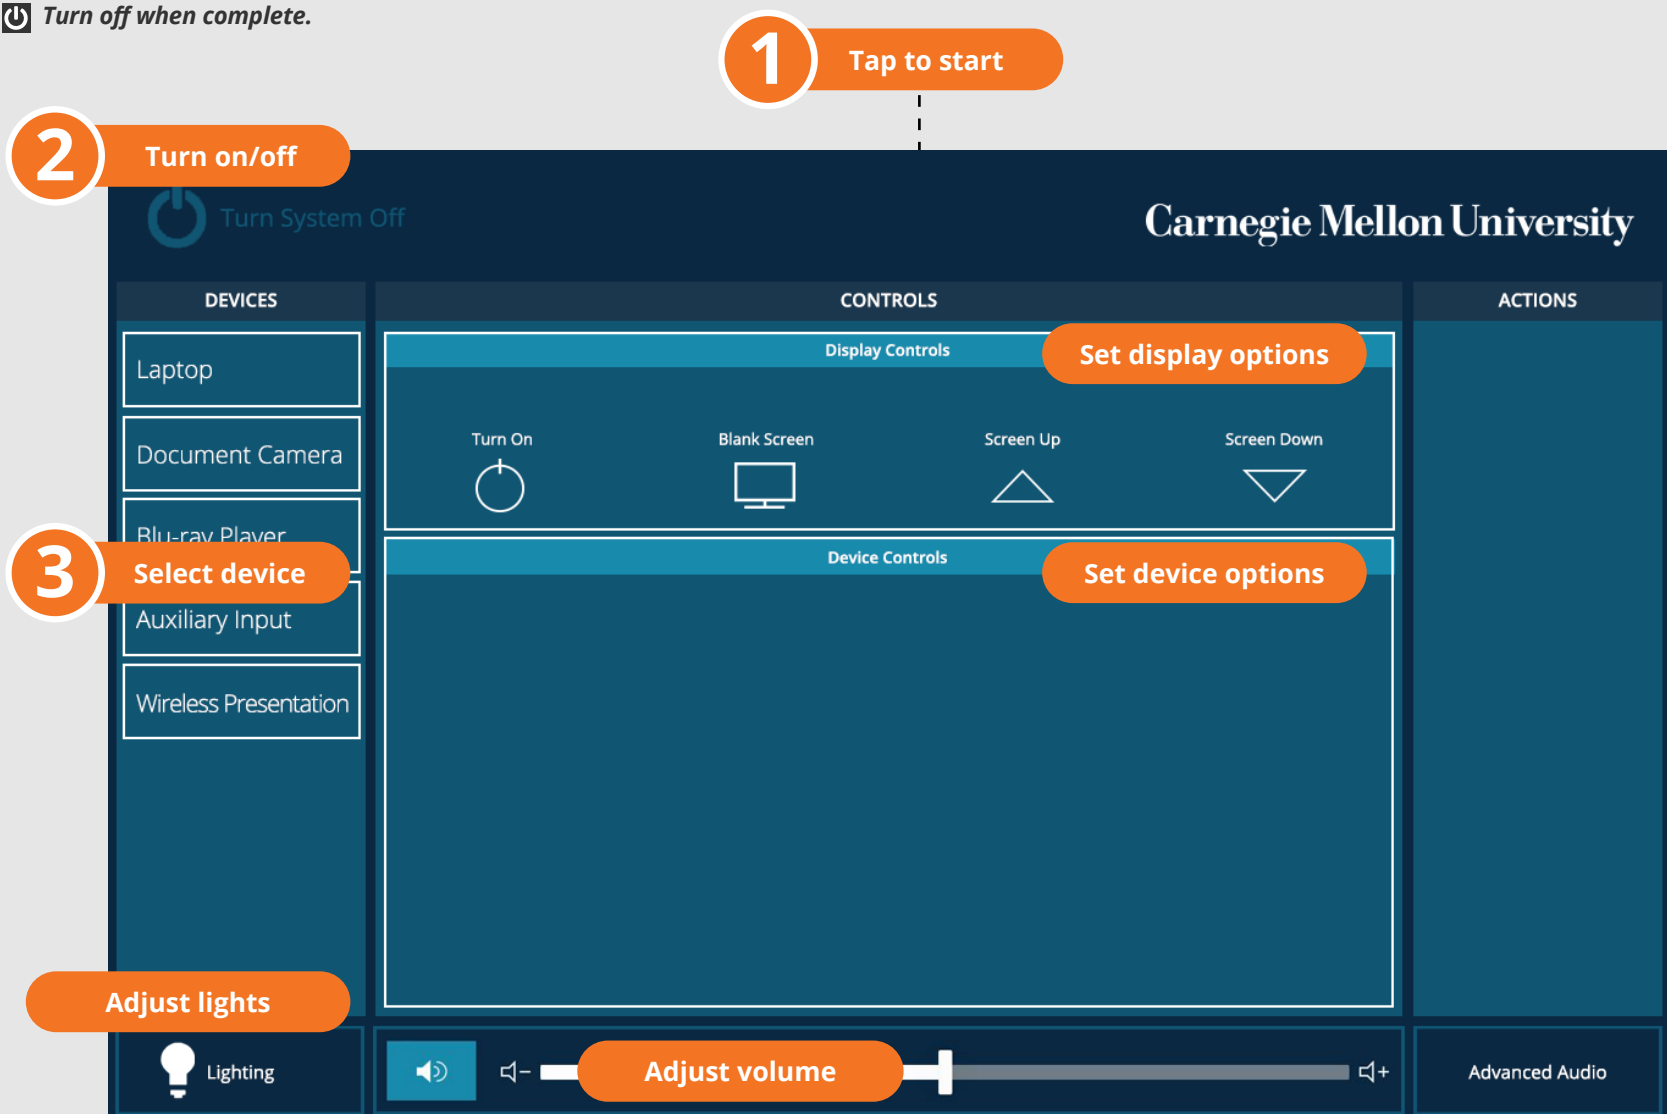 Turn off when complete.
1 Tap to start
2 Turn on/off
Turn System Off
Carnegie Mellon University
DEVICES
CONTROLS
ACTIONS
Laptop
Document Camera
Blu-ray Player
3 Select device
Auxiliary Input
Wireless Presentation
Display Controls
Set display options
Turn On
Blank Screen
Screen Up
Screen Down
Device Controls
Set device options
Adjust lights
Lighting
Adjust volume
Advanced Audio